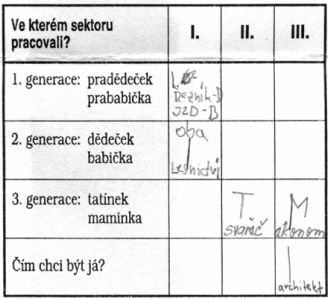 Ve kterém sektoru
pracovali?
I.
II.
III.
1. generace: pradědeček
prababička
Řezník-D
JZD-B
2. generace: dědeček
babička
oba
Lesnictví
3. generace: tatínek
maminka
T
svařič
M
ekonom
Čím chci být já?
architekt